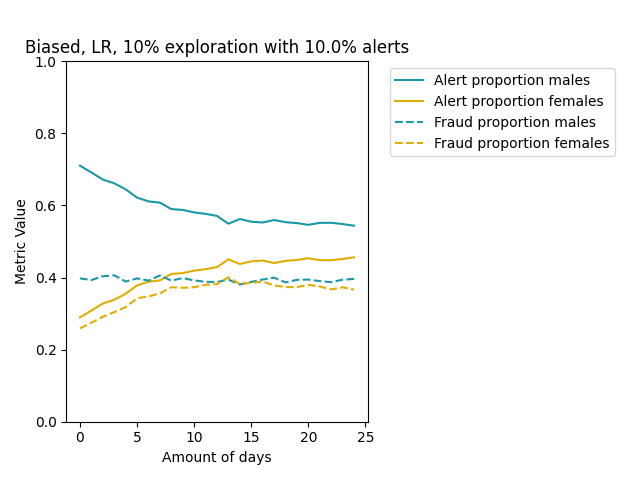 Biased, LR, 10% exploration with 10.0% alerts
Alert proportion males
Alert proportion females
Fraud proportion males
Fraud proportion females
Metric Value
1.0
0.8
0.6
0.4
0.2
0.0
0 5 10 15 20 25
Amount of days